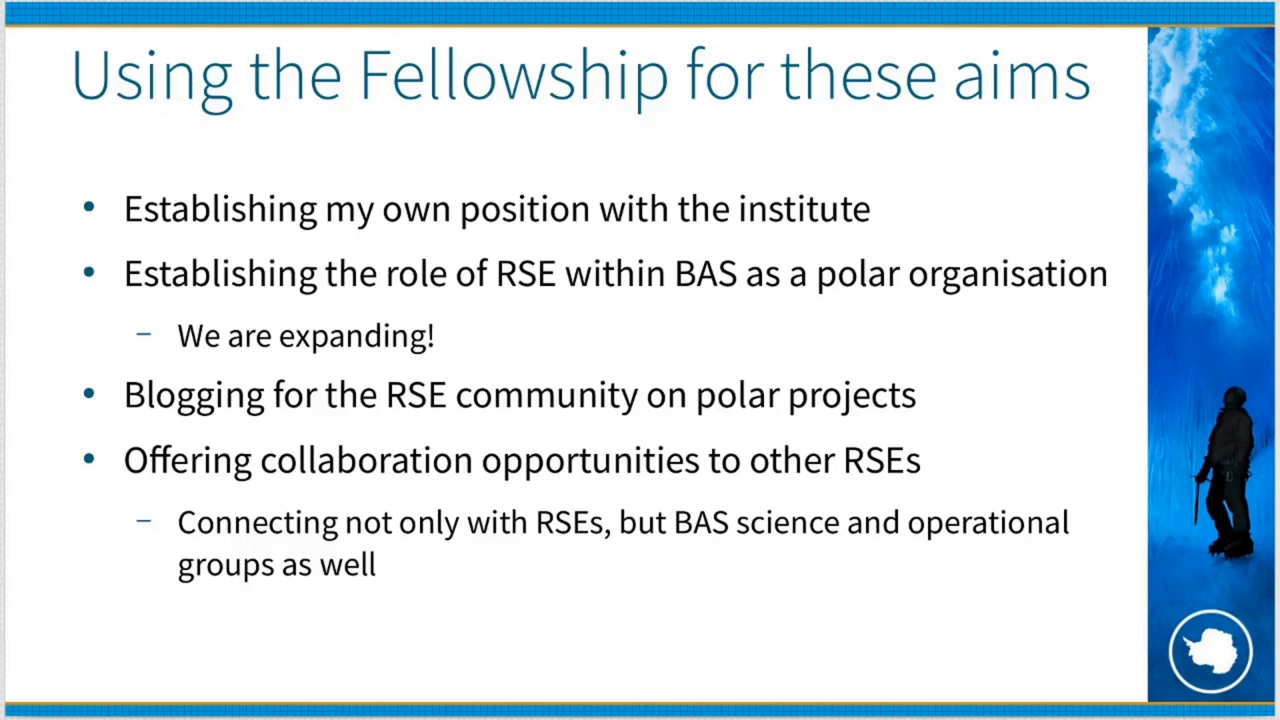 Using the Fellowship for these aims
• Establishing my own position with the institute
• Establishing the role of RSE within BAS as a polar organisation
– We are expanding!
• Blogging for the RSE community on polar projects
• Offering collaboration opportunities to other RSEs
– Connecting not only with RSEs, but BAS science and operational
groups as well